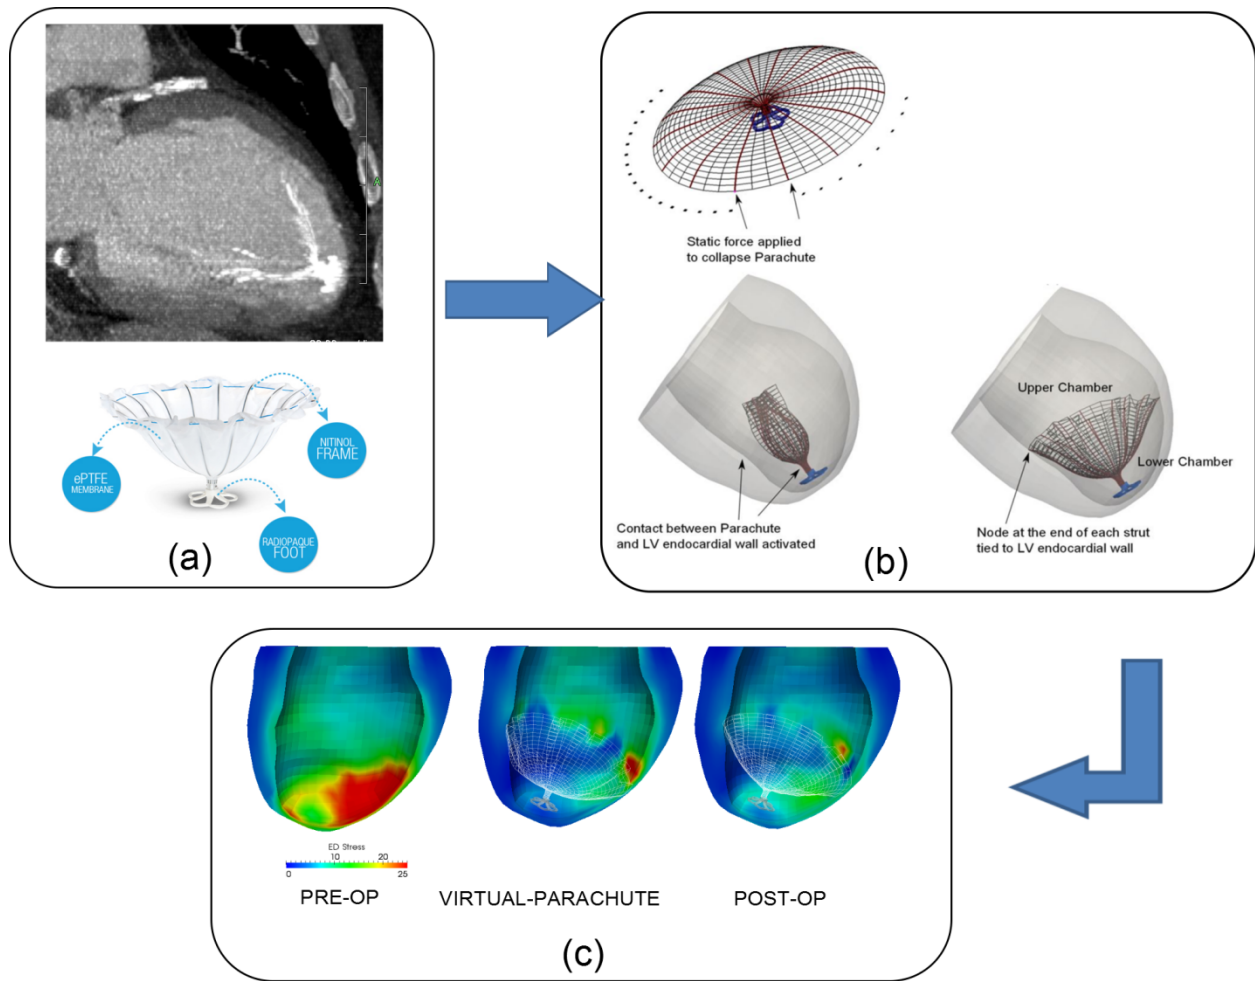 A
NITINOL
FRAME
ePTFE
MEMBRANE
RADIOPAQUE
FOOT
(a)
Static force applied
to collapse Parachute
Contact between Parachute
and LV endocardial wall activated
Upper Chamber
Lower Chamber
Node at the end of each strut
tied to LV endocardial wall
(b)
ED Stress
10 20
0 25
PRE-OP
VIRTUAL-PARACHUTE
POST-OP
(c)